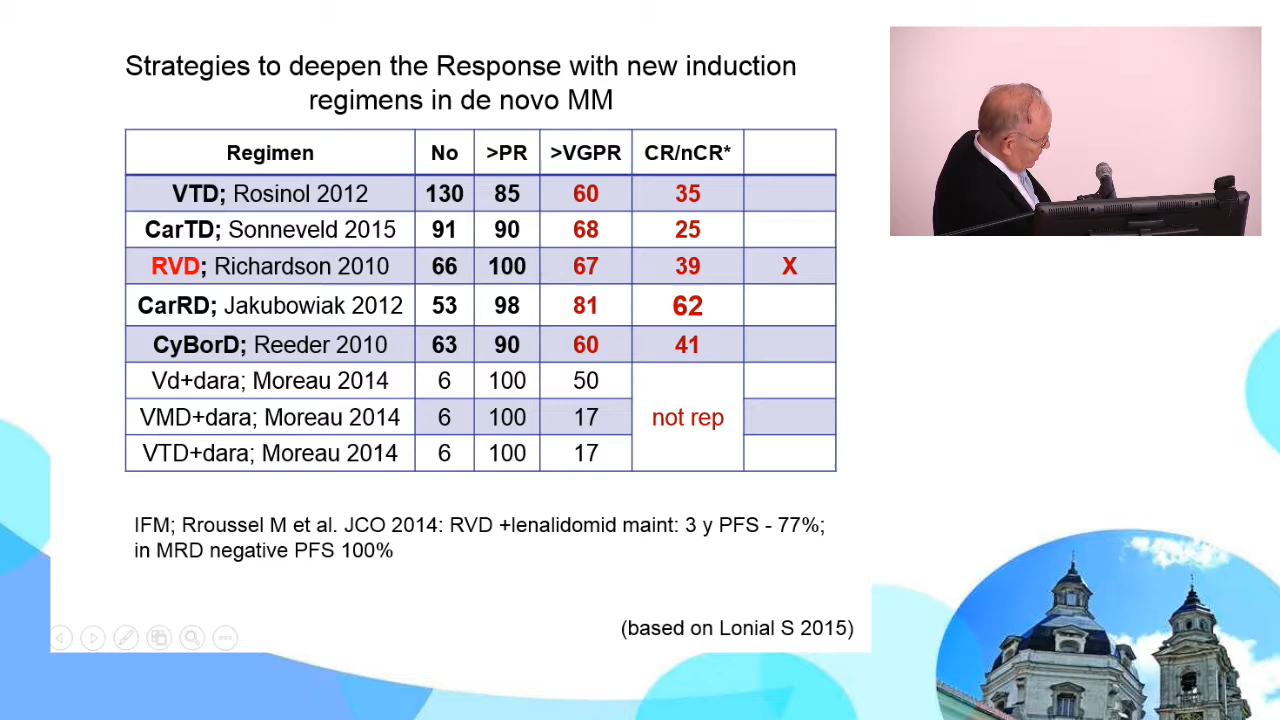 Strategies to deepen the Response with new induction
regimens in de novo MM
Regimen No >PR >VGPR CR/nCR*
VTD; Rosinol 2012 130 85 60 35
CarTD; Sonneveld 2015 91 90 68 25
RVD; Richardson 2010 66 100 67 39 X
CarRD; Jakubowiak 2012 53 98 81 62
CyBorD; Reeder 2010 63 90 60 41
Vd+dara; Moreau 2014 6 100 50
VMD+dara; Moreau 2014 6 100 17 not rep
VTD+dara; Moreau 2014 6 100 17
IFM; Rroussel M et al. JCO 2014: RVD +lenalidomid maint: 3 y PFS - 77%;
in MRD negative PFS 100%
(based on Lonial S 2015)